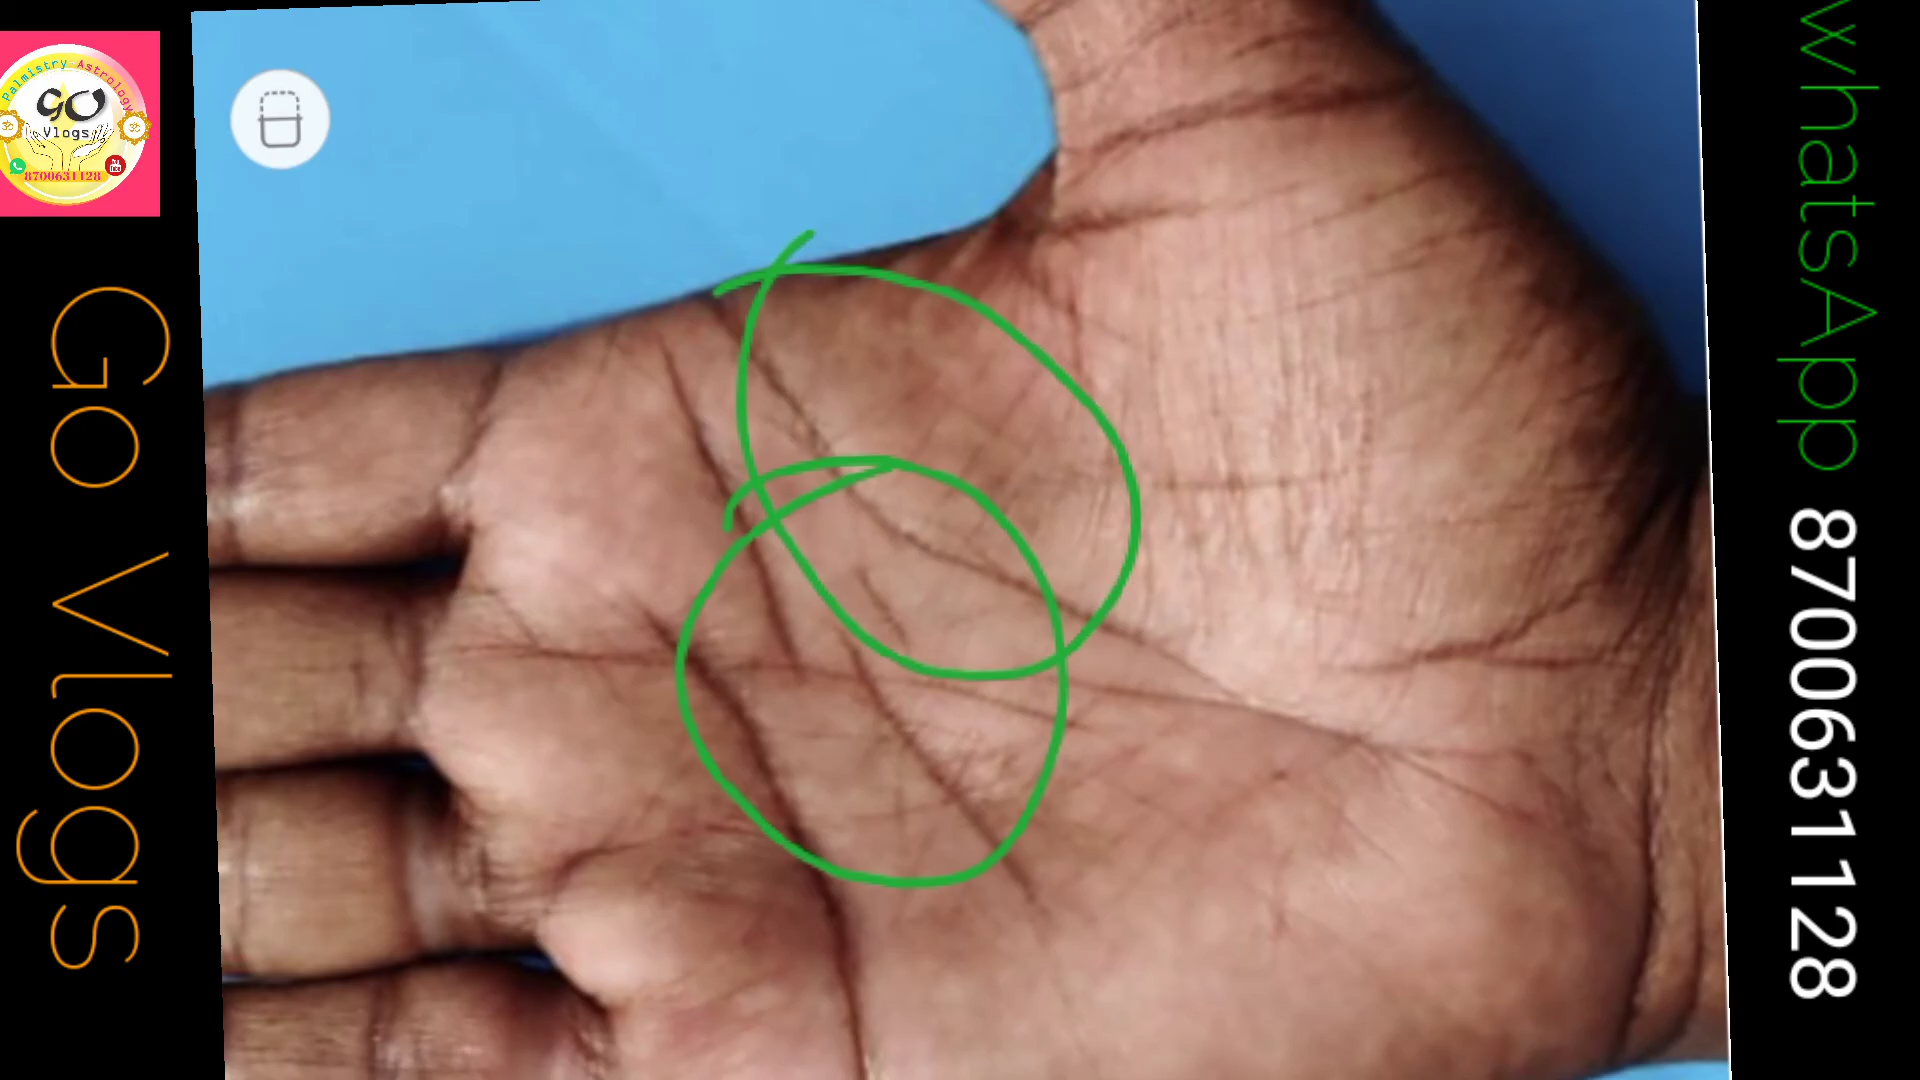 Palmistry Astrology
GO
Vlogs
8700631128
Go Vlogs
WhatsApp 8700631128